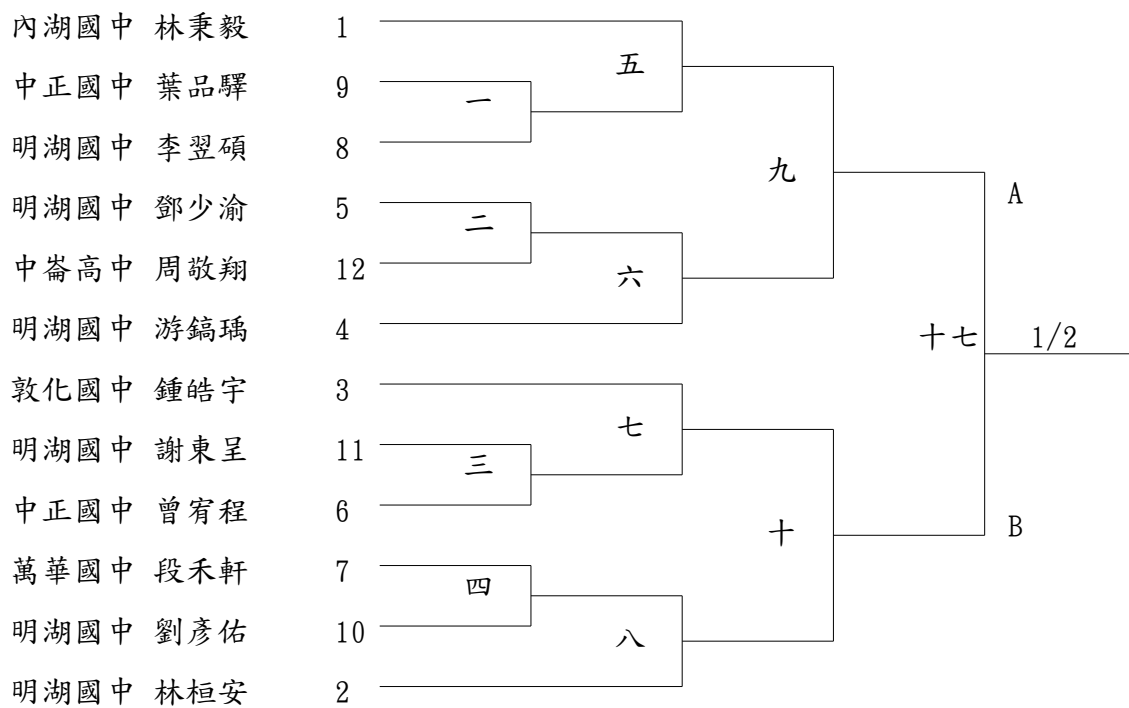 內湖國中 林秉毅 1
五
中正國中 葉品驛 9
一
明湖國中 李翌碩 8
九
A
明湖國中 鄧少渝 5
二
中崙高中 周敬翔 12
六
明湖國中 游鎬瑀 4
十七 1/2
敦化國中 鍾皓宇 3
七
明湖國中 謝東呈 11
三
中正國中 曾宥程 6
十
B
萬華國中 段禾軒 7
四
明湖國中 劉彥佑 10
八
明湖國中 林桓安 2